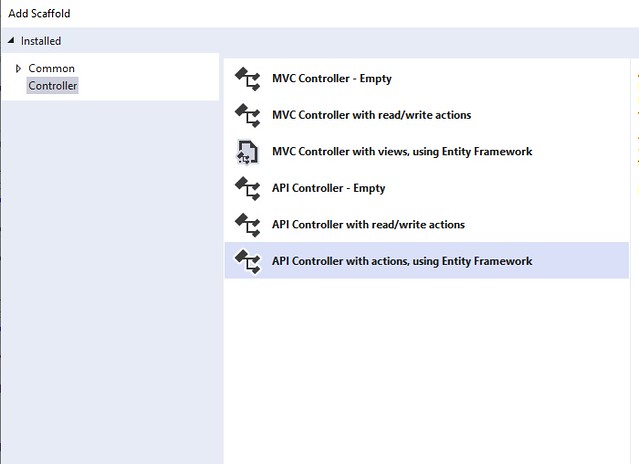 Add Scaffold
Installed
Common
Controller
MVC Controller - Empty
MVC Controller with read/write actions
MVC Controller with views, using Entity Framework
API Controller - Empty
API Controller with read/write actions
API Controller with actions, using Entity Framework